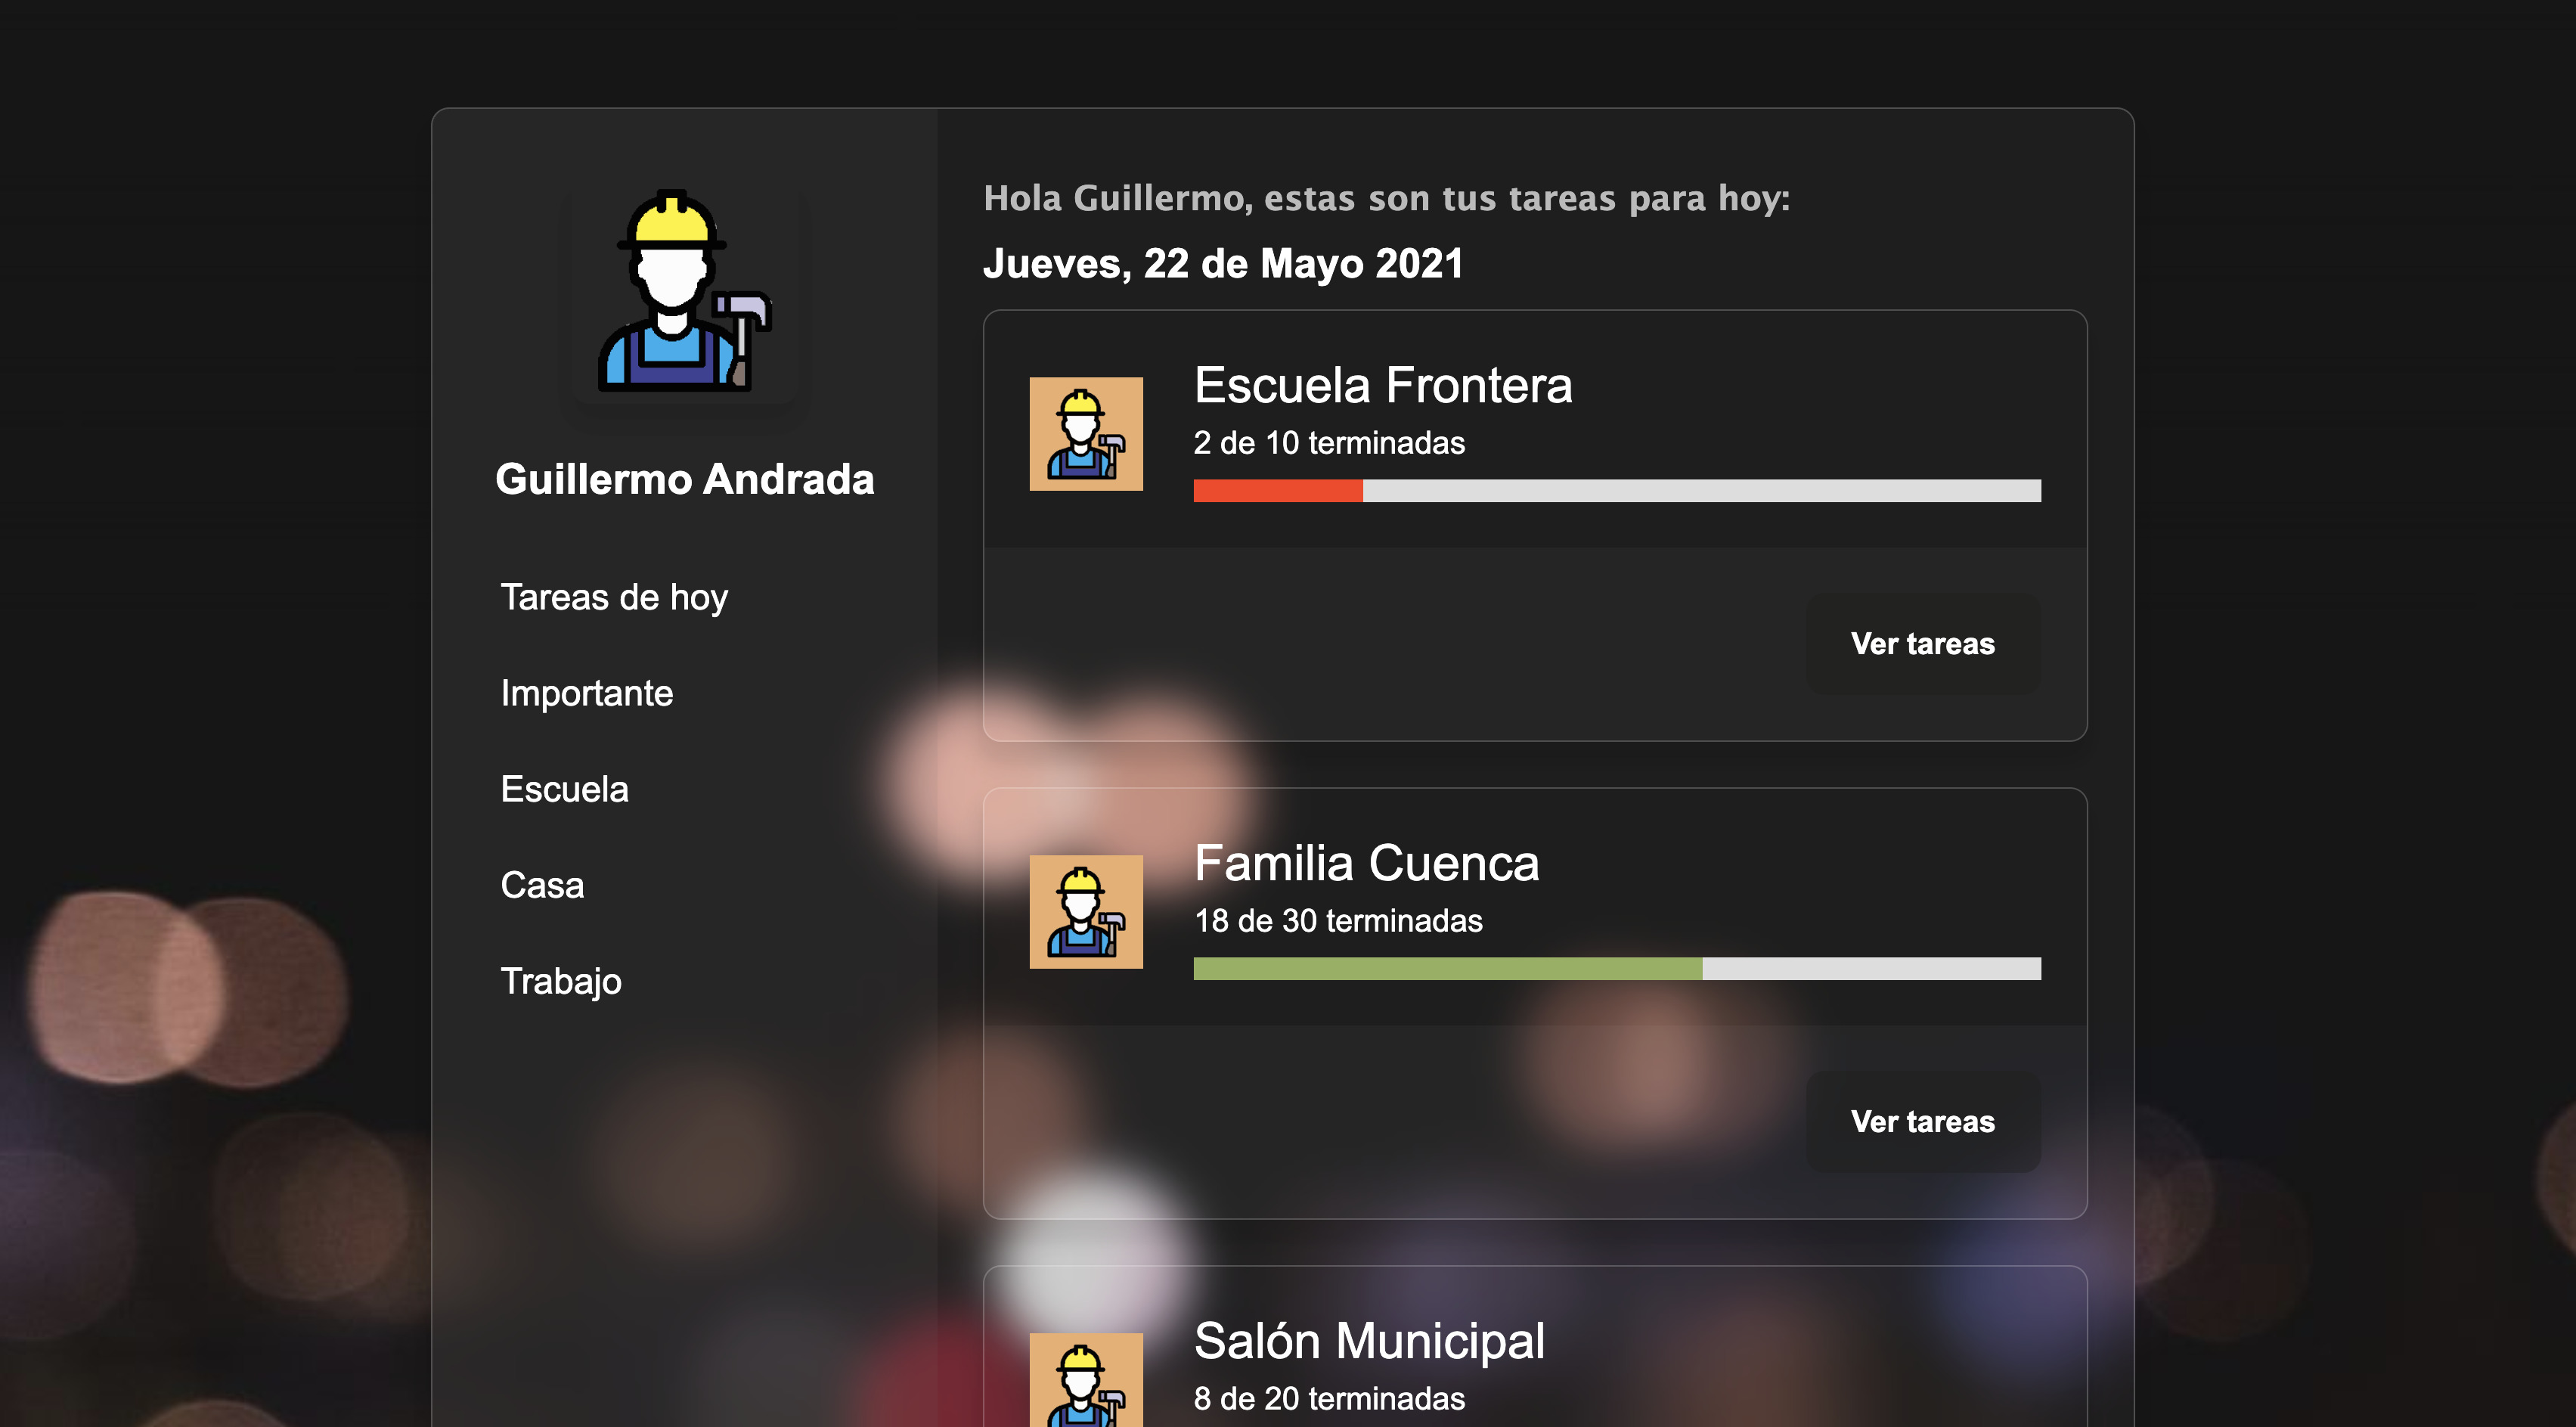 Guillermo Andrada
Tareas de hoy
Importante
Escuela
Casa
Trabajo
Hola Guillermo, estas son tus tareas para hoy:
Jueves, 22 de Mayo 2021
Escuela Frontera
2 de 10 terminadas
Ver tareas
Familia Cuenca
18 de 30 terminadas
Ver tareas
Salón Municipal
8 de 20 terminadas